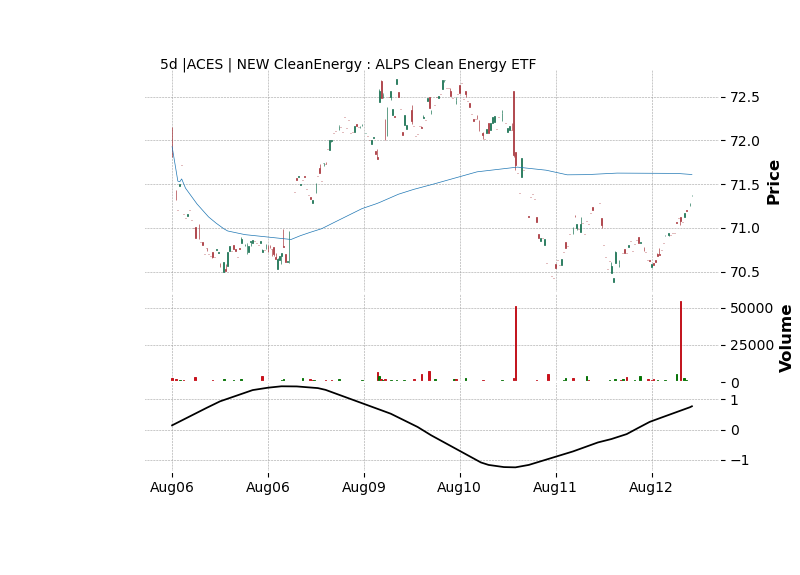 5d |ACES | NEW CleanEnergy : ALPS Clean Energy ETF
72.5
72.0
71.5
71.0
70.5
Price
50000
25000
0
Volume
1
0
−1
Aug06 Aug06 Aug09 Aug10 Aug11 Aug12